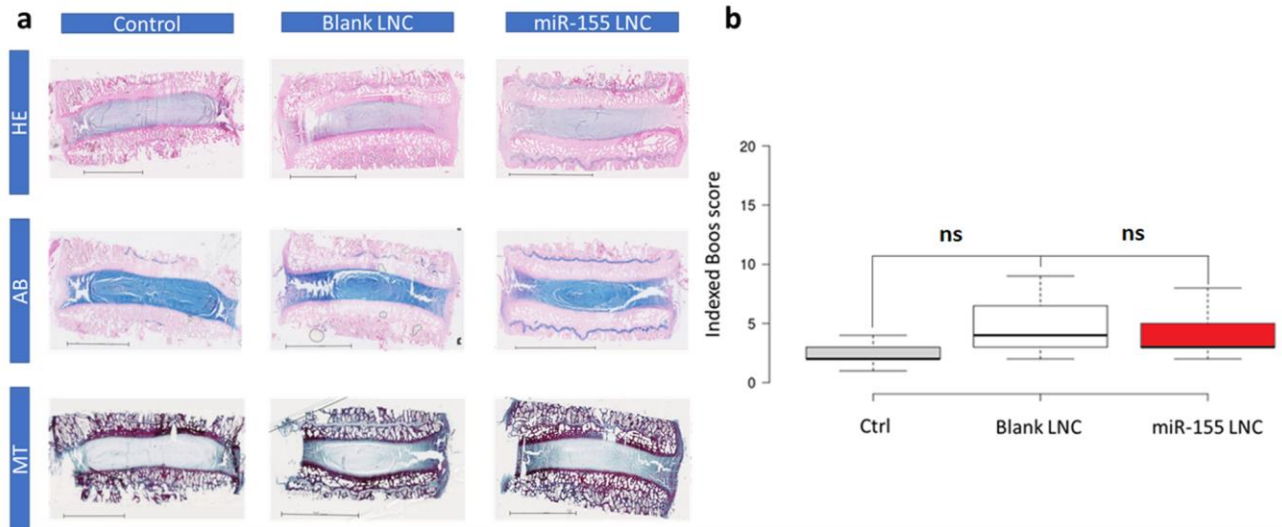 a
Control
Blank LNC
miR-155 LNC
HE
AB
MT
b
Indexed Boos score
20
15
10
5
0
ns
ns
Ctrl
Blank LNC
miR-155 LNC